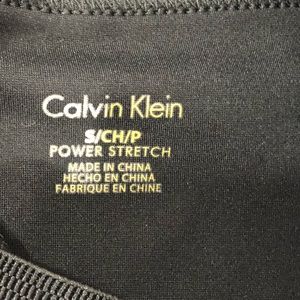 Calvin Klein
S/CH/P
POWER STRETCH
MADE IN CHINA
HECHO EN CHINA
FABRIQUE EN CHINE